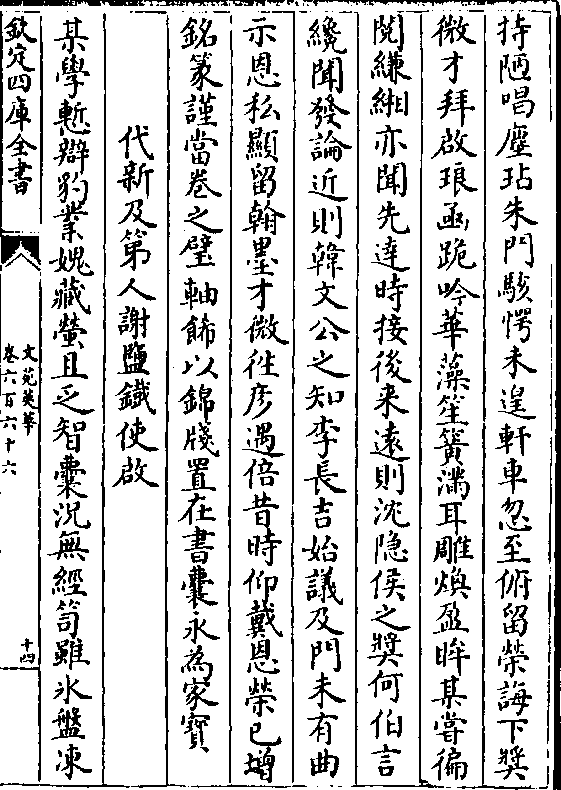 持陋唱塵玷朱門駭愕未遑軒車忽至俯留榮誨下奬
微才拜啟琅凾跪吟華藻笙簧滿耳雕煥盈眸某嘗徧
閲縑緗亦聞先達時接後来遠則沈隐侯之奬何伯言
纔聞發論近則韓文公之知李長吉始議及門未有曲
示恩私顯留翰墨才微徃彦遇倍昔時仰戴恩榮已增
銘篆謹當卷之璧軸飾以錦牋置在書囊永為家寶
代新及第人謝鹽鐵使啟
某學慙辯豹業媿藏螢且乏智囊況無經笥雖氷盤凍
欽定四庫全書
文苑英華
卷六百六十六
十四